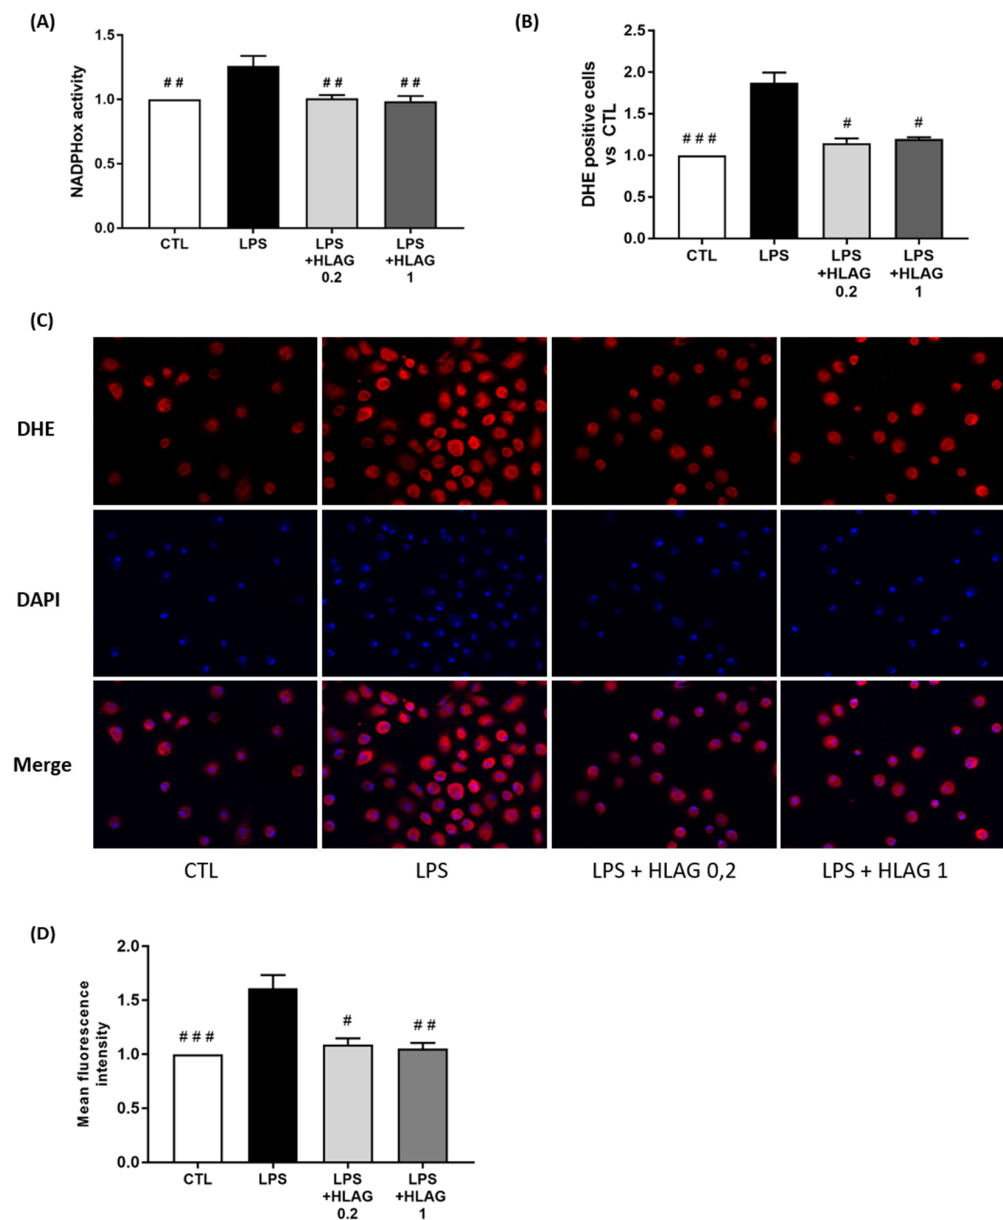 (A)
NADPHox activity
1.5
1.0
0.5
0.0
# #
# #
# #
CTL
LPS
LPS
+HLAG
0.2
LPS
+HLAG
1
(B)
DHE positive cells
vs CTL
2.5
2.0
1.5
1.0
0.5
0.0
# # #
#
#
CTL
LPS
LPS
+HLAG
0.2
LPS
+HLAG
1
(C)
DHE
DAPI
Merge
CTL
LPS
LPS + HLAG 0,2
LPS + HLAG 1
(D)
Mean fluorescence
intensity
2.0
1.5
1.0
0.5
0.0
# # #
#
# #
CTL
LPS
LPS
+HLAG
0.2
LPS
+HLAG
1